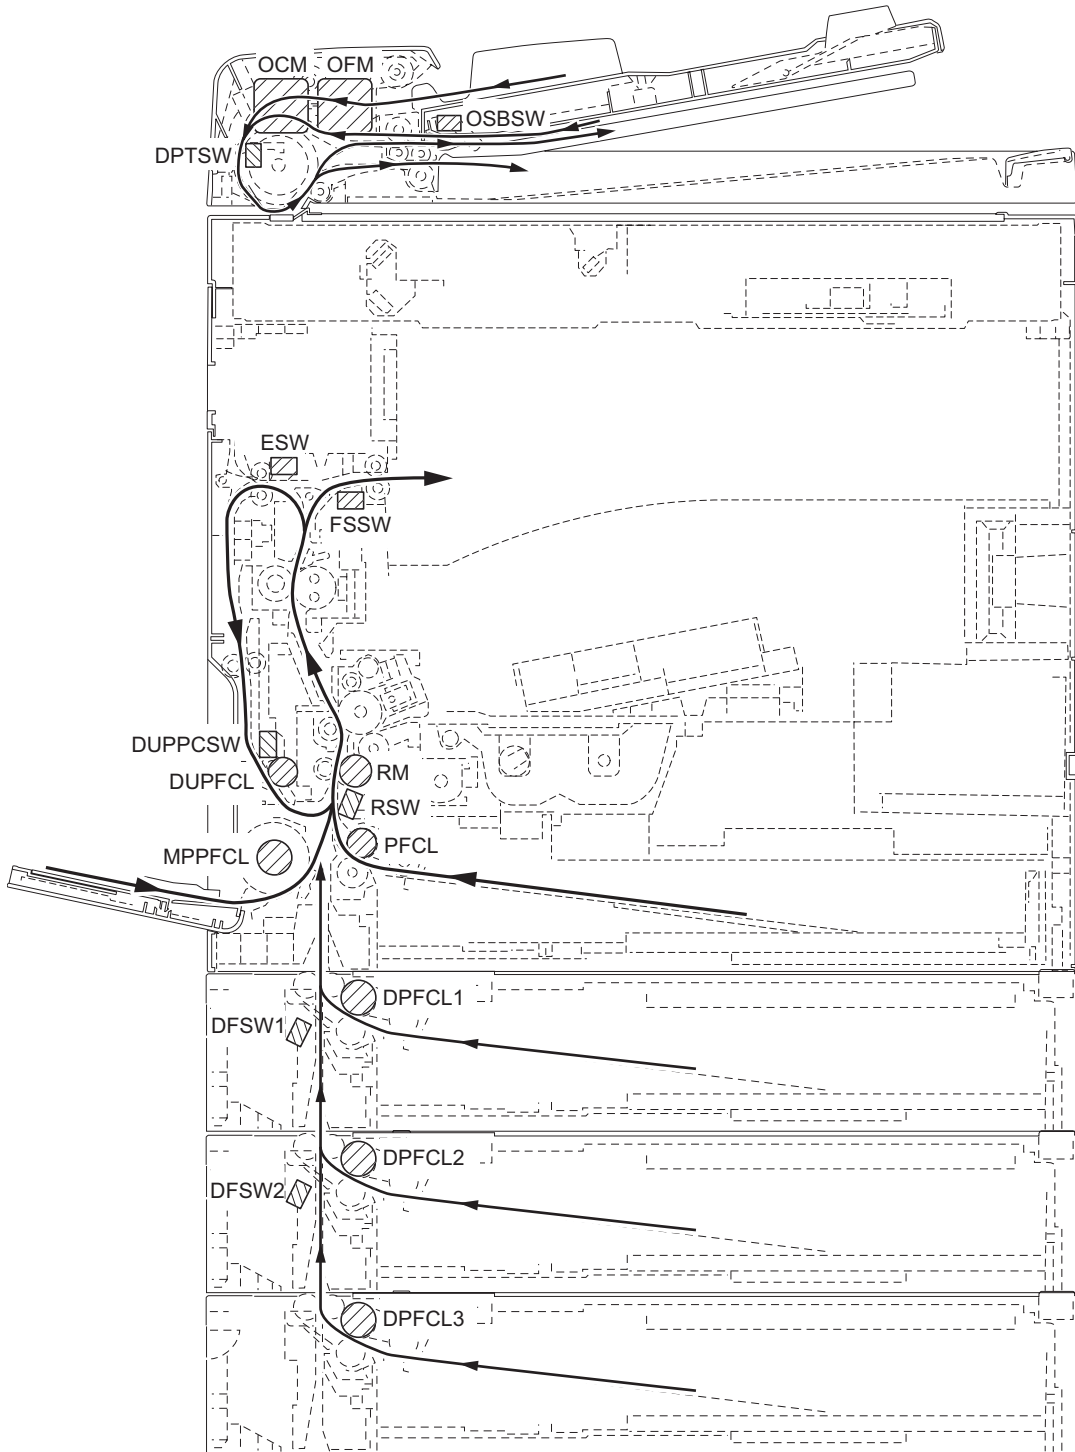 OCM OFM
OSBSW
DPTSW
ESW
FSSW
DUPPCSW
DUPFCL
RM
RSW
PFCL
MPPFCL
DPFCL1
DFSW1
DPFCL2
DFSW2
DPFCL3